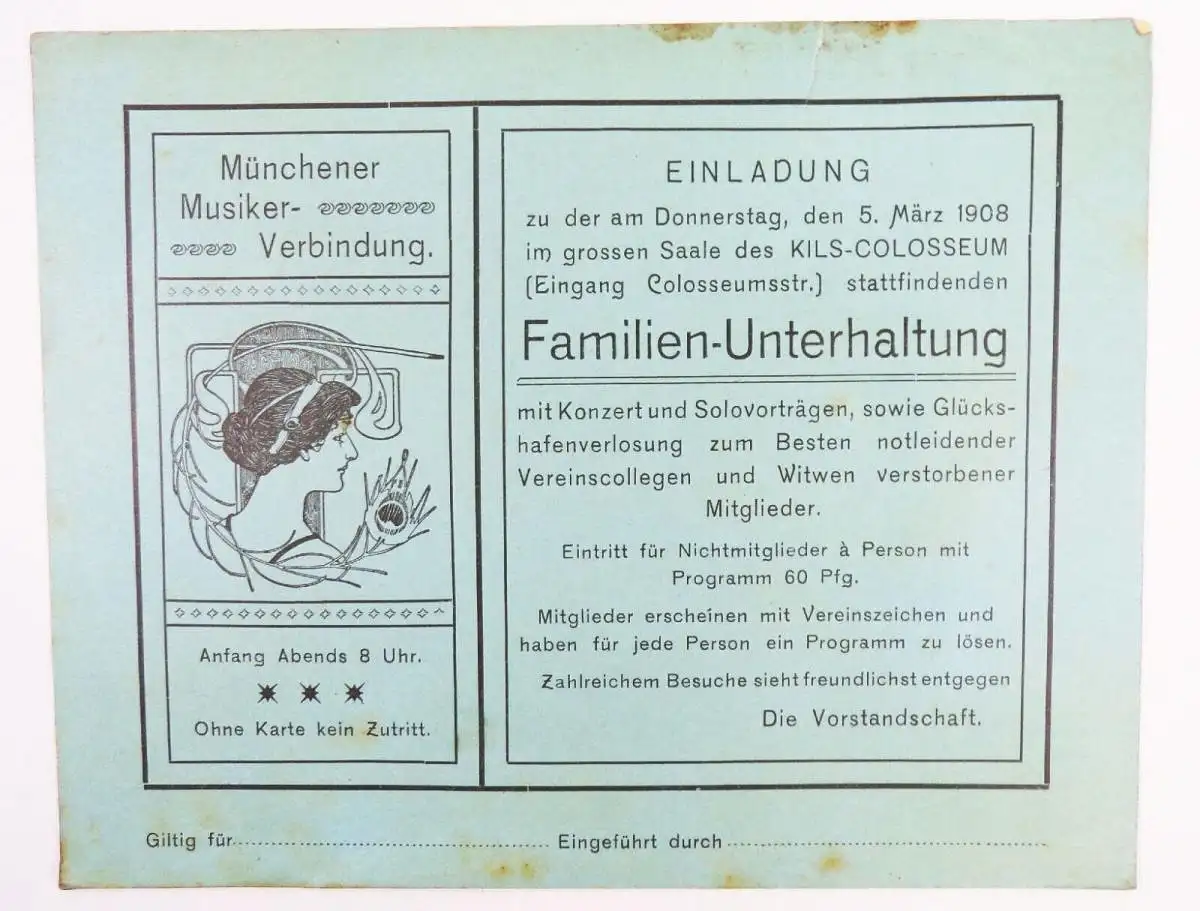 Münchener
Musiker-
Verbindung.
Anfang Abends 8 Uhr.
Ohne Karte kein Zutritt.
EINLADUNG
zu der am Donnerstag, den 5. März 1908
im grossen Saale des KILS-COLOSSEUM
(Eingang Colosseumsstr.) stattfindenden
Familien-Unterhaltung
mit Konzert und Solovorträgen, sowie Glücks-
hafenverlosung zum Besten notleidender
Vereinscollegen und Witwen verstorbener
Mitglieder.
Eintritt für Nichtmitglieder à Person mit
Programm 60 Pfg.
Mitglieder erscheinen mit Vereinszeichen und
haben für jede Person ein Programm zu lösen.
Zahlreichem Besuche sieht freundlichst entgegen
Die Vorstandschaft.
Giltig für.............................. Eingeführt durch..............................